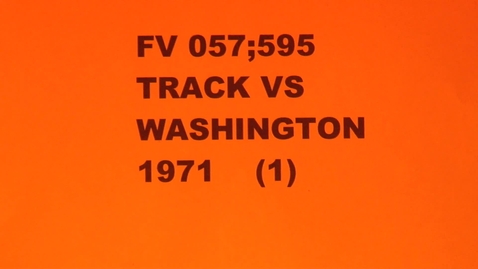 FV 057;595
TRACK VS
WASHINGTON
1971 (1)